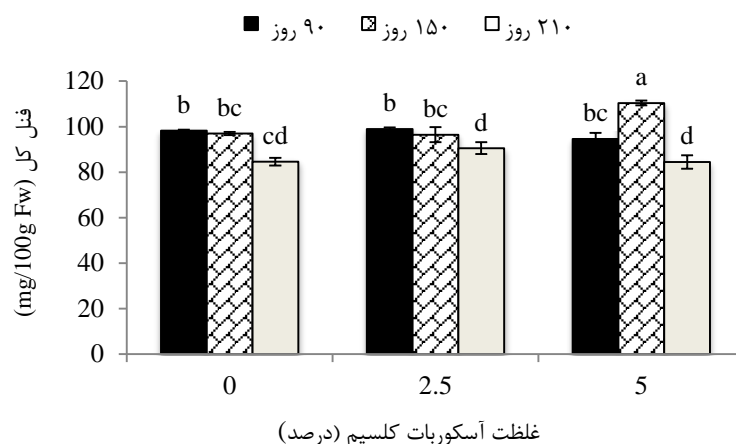 ۹۰ روز ۱۵۰ روز ۲۱۰ روز
فنل کل (mg/100g Fw)
120
100
80
60
40
20
0
b bc cd
b bc d
bc a d
0 2.5 5
غلظت آسکوربات کلسیم (درصد)